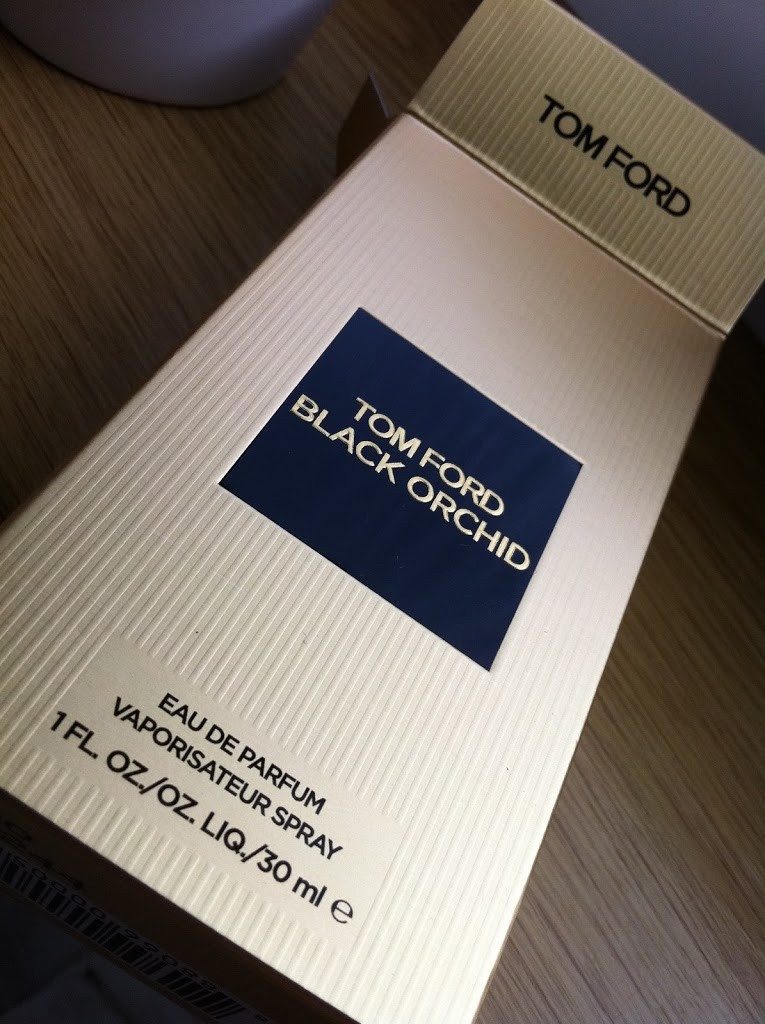 TOM FORD
TOM FORD
BLACK ORCHID
EAU DE PARFUM
VAPORISATEUR SPRAY
1 FL. OZ./OZ. LIQ./30 ml ℮